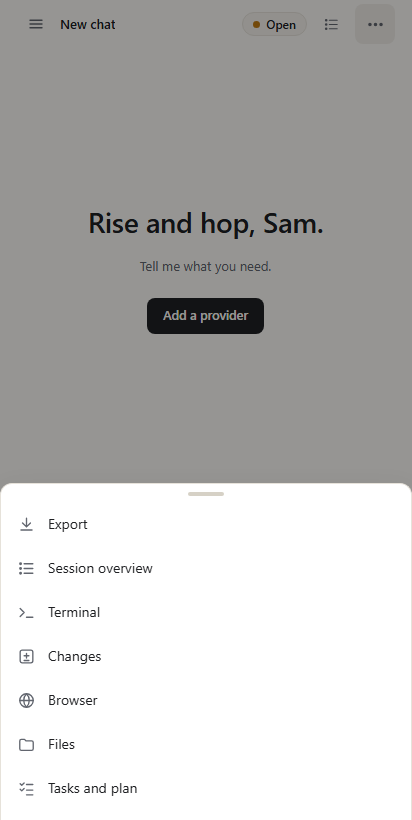 New chat
Open
Rise and hop, Sam.
Tell me what you need.
Add a provider
Export
Session overview
Terminal
Changes
Browser
Files
Tasks and plan